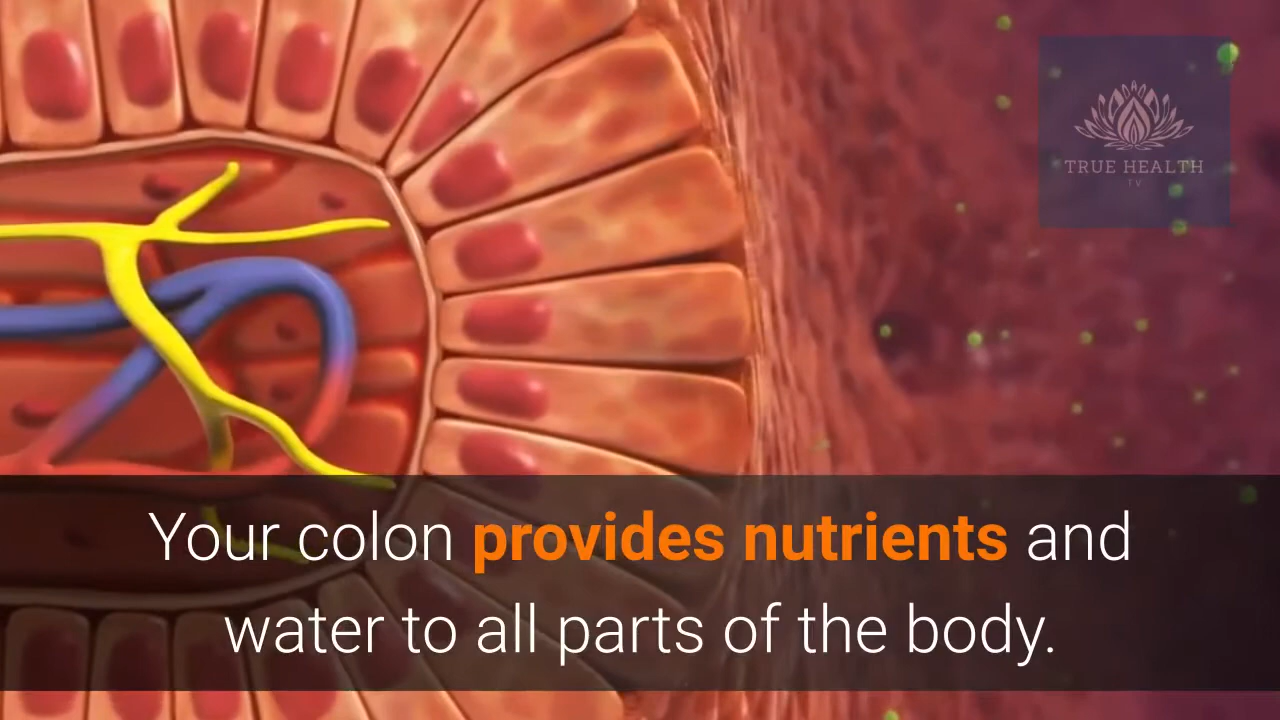 TRUE HEALTH
TV
Your colon provides nutrients and
water to all parts of the body.